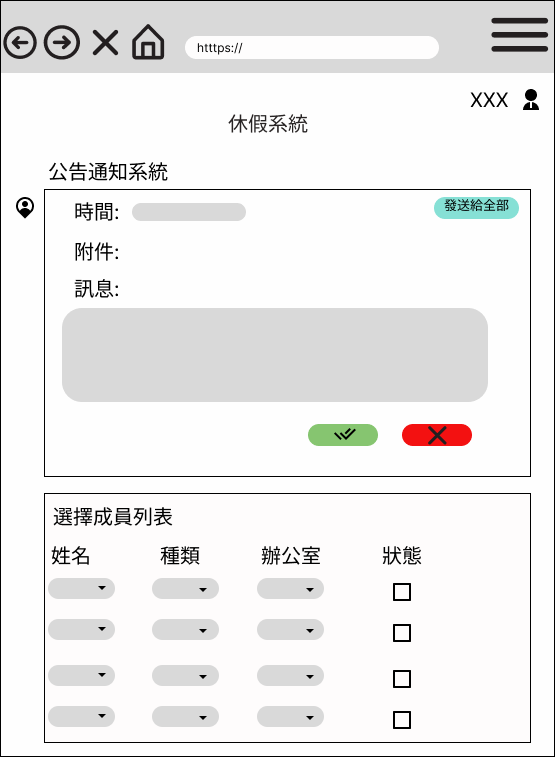 htttps://
XXX
休假系統
公告通知系統
時間:
發送給全部
附件:
訊息:
選擇成員列表
姓名 種類 辦公室 狀態